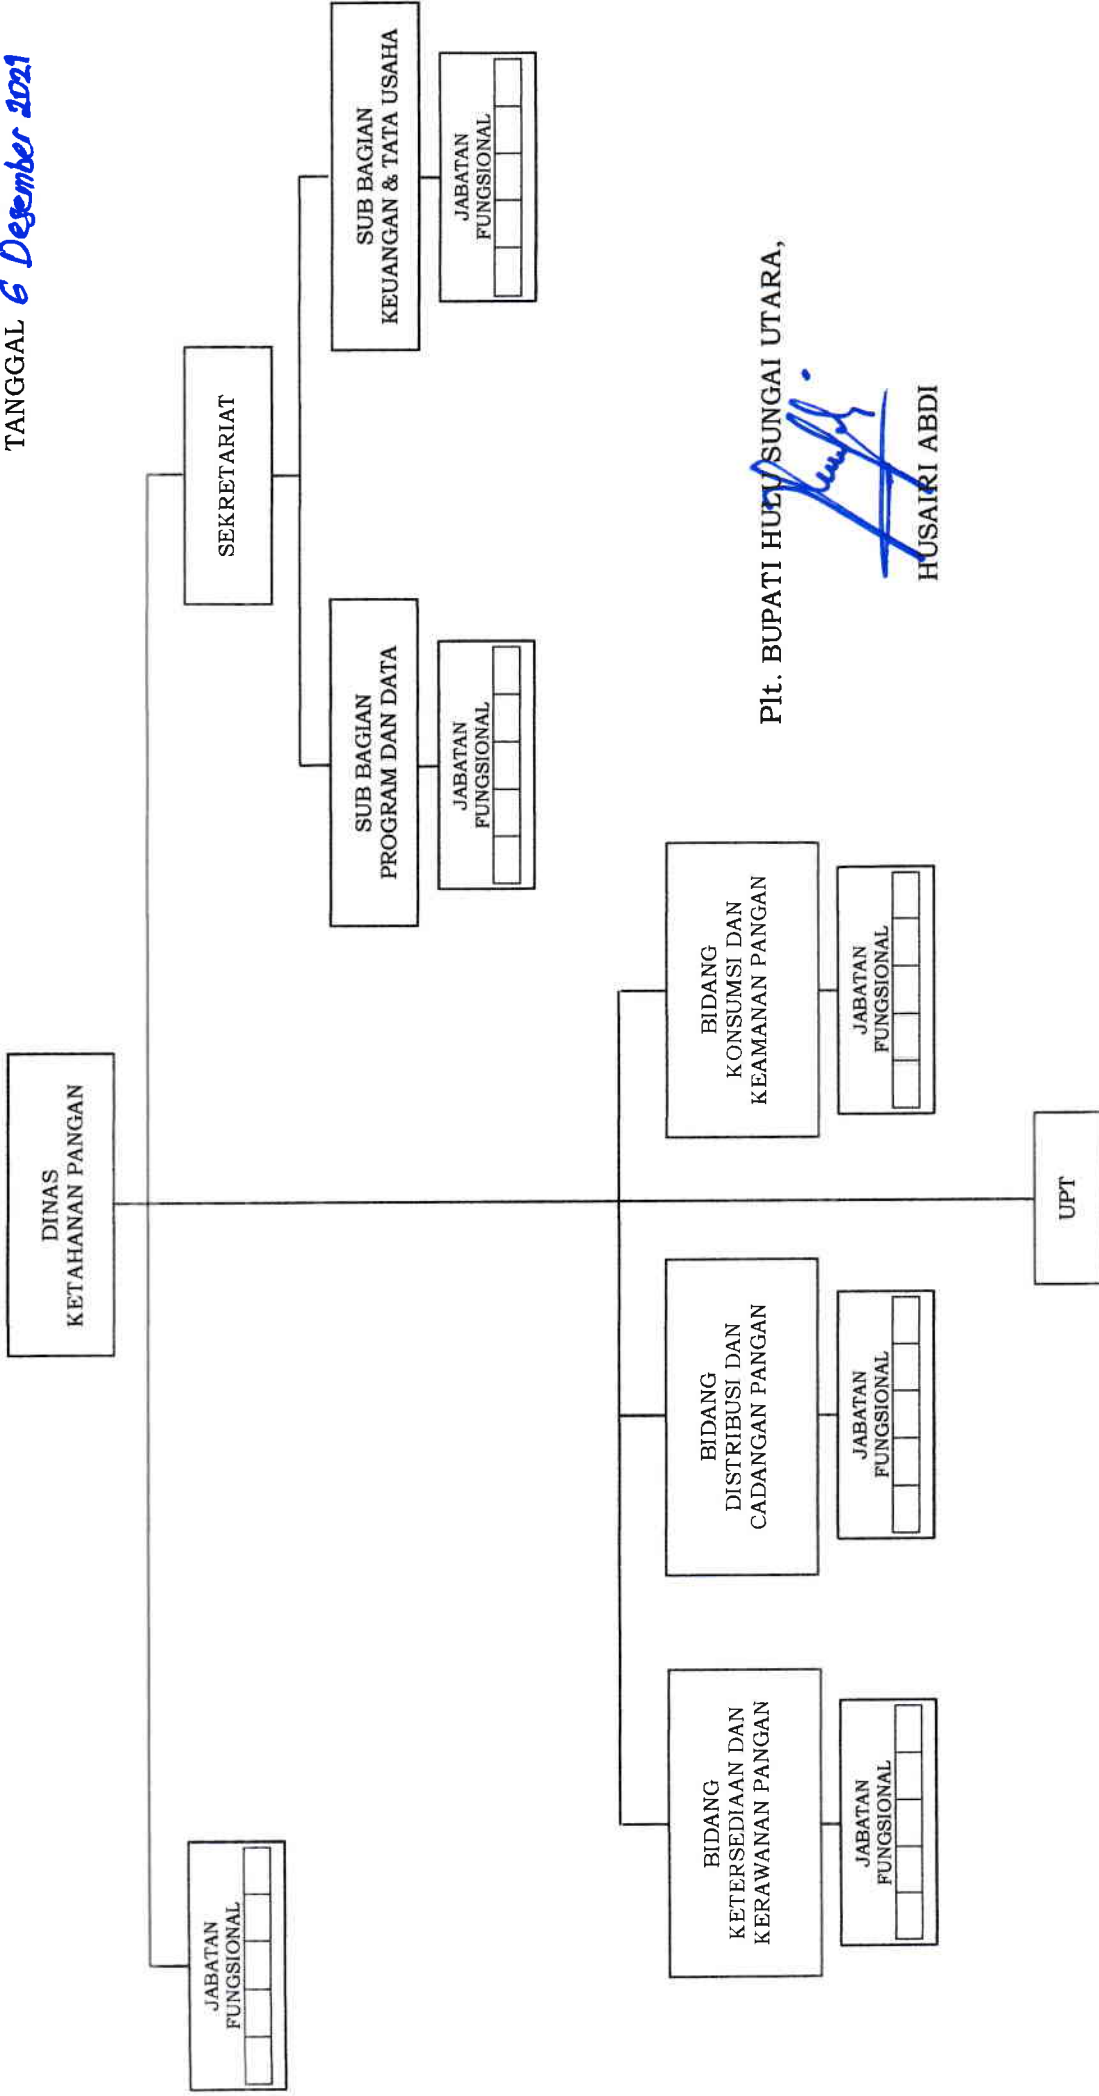 TANGGAL 6 Desember 2021
DINAS
KETAHANAN PANGAN
JABATAN
FUNGSIONAL
SEKRETARIAT
SUB BAGIAN
PROGRAM DAN DATA
SUB BAGIAN
KEUANGAN & TATA USAHA
JABATAN
FUNGSIONAL
JABATAN
FUNGSIONAL
BIDANG
KETERSEDIAAN DAN
KERAWANAN PANGAN
BIDANG
DISTRIBUSI DAN
CADANGAN PANGAN
BIDANG
KONSUMSI DAN
KEAMANAN PANGAN
JABATAN
FUNGSIONAL
JABATAN
FUNGSIONAL
JABATAN
FUNGSIONAL
UPT
Plt. BUPATI HULU SUNGAI UTARA,
HUSAIRI ABDI